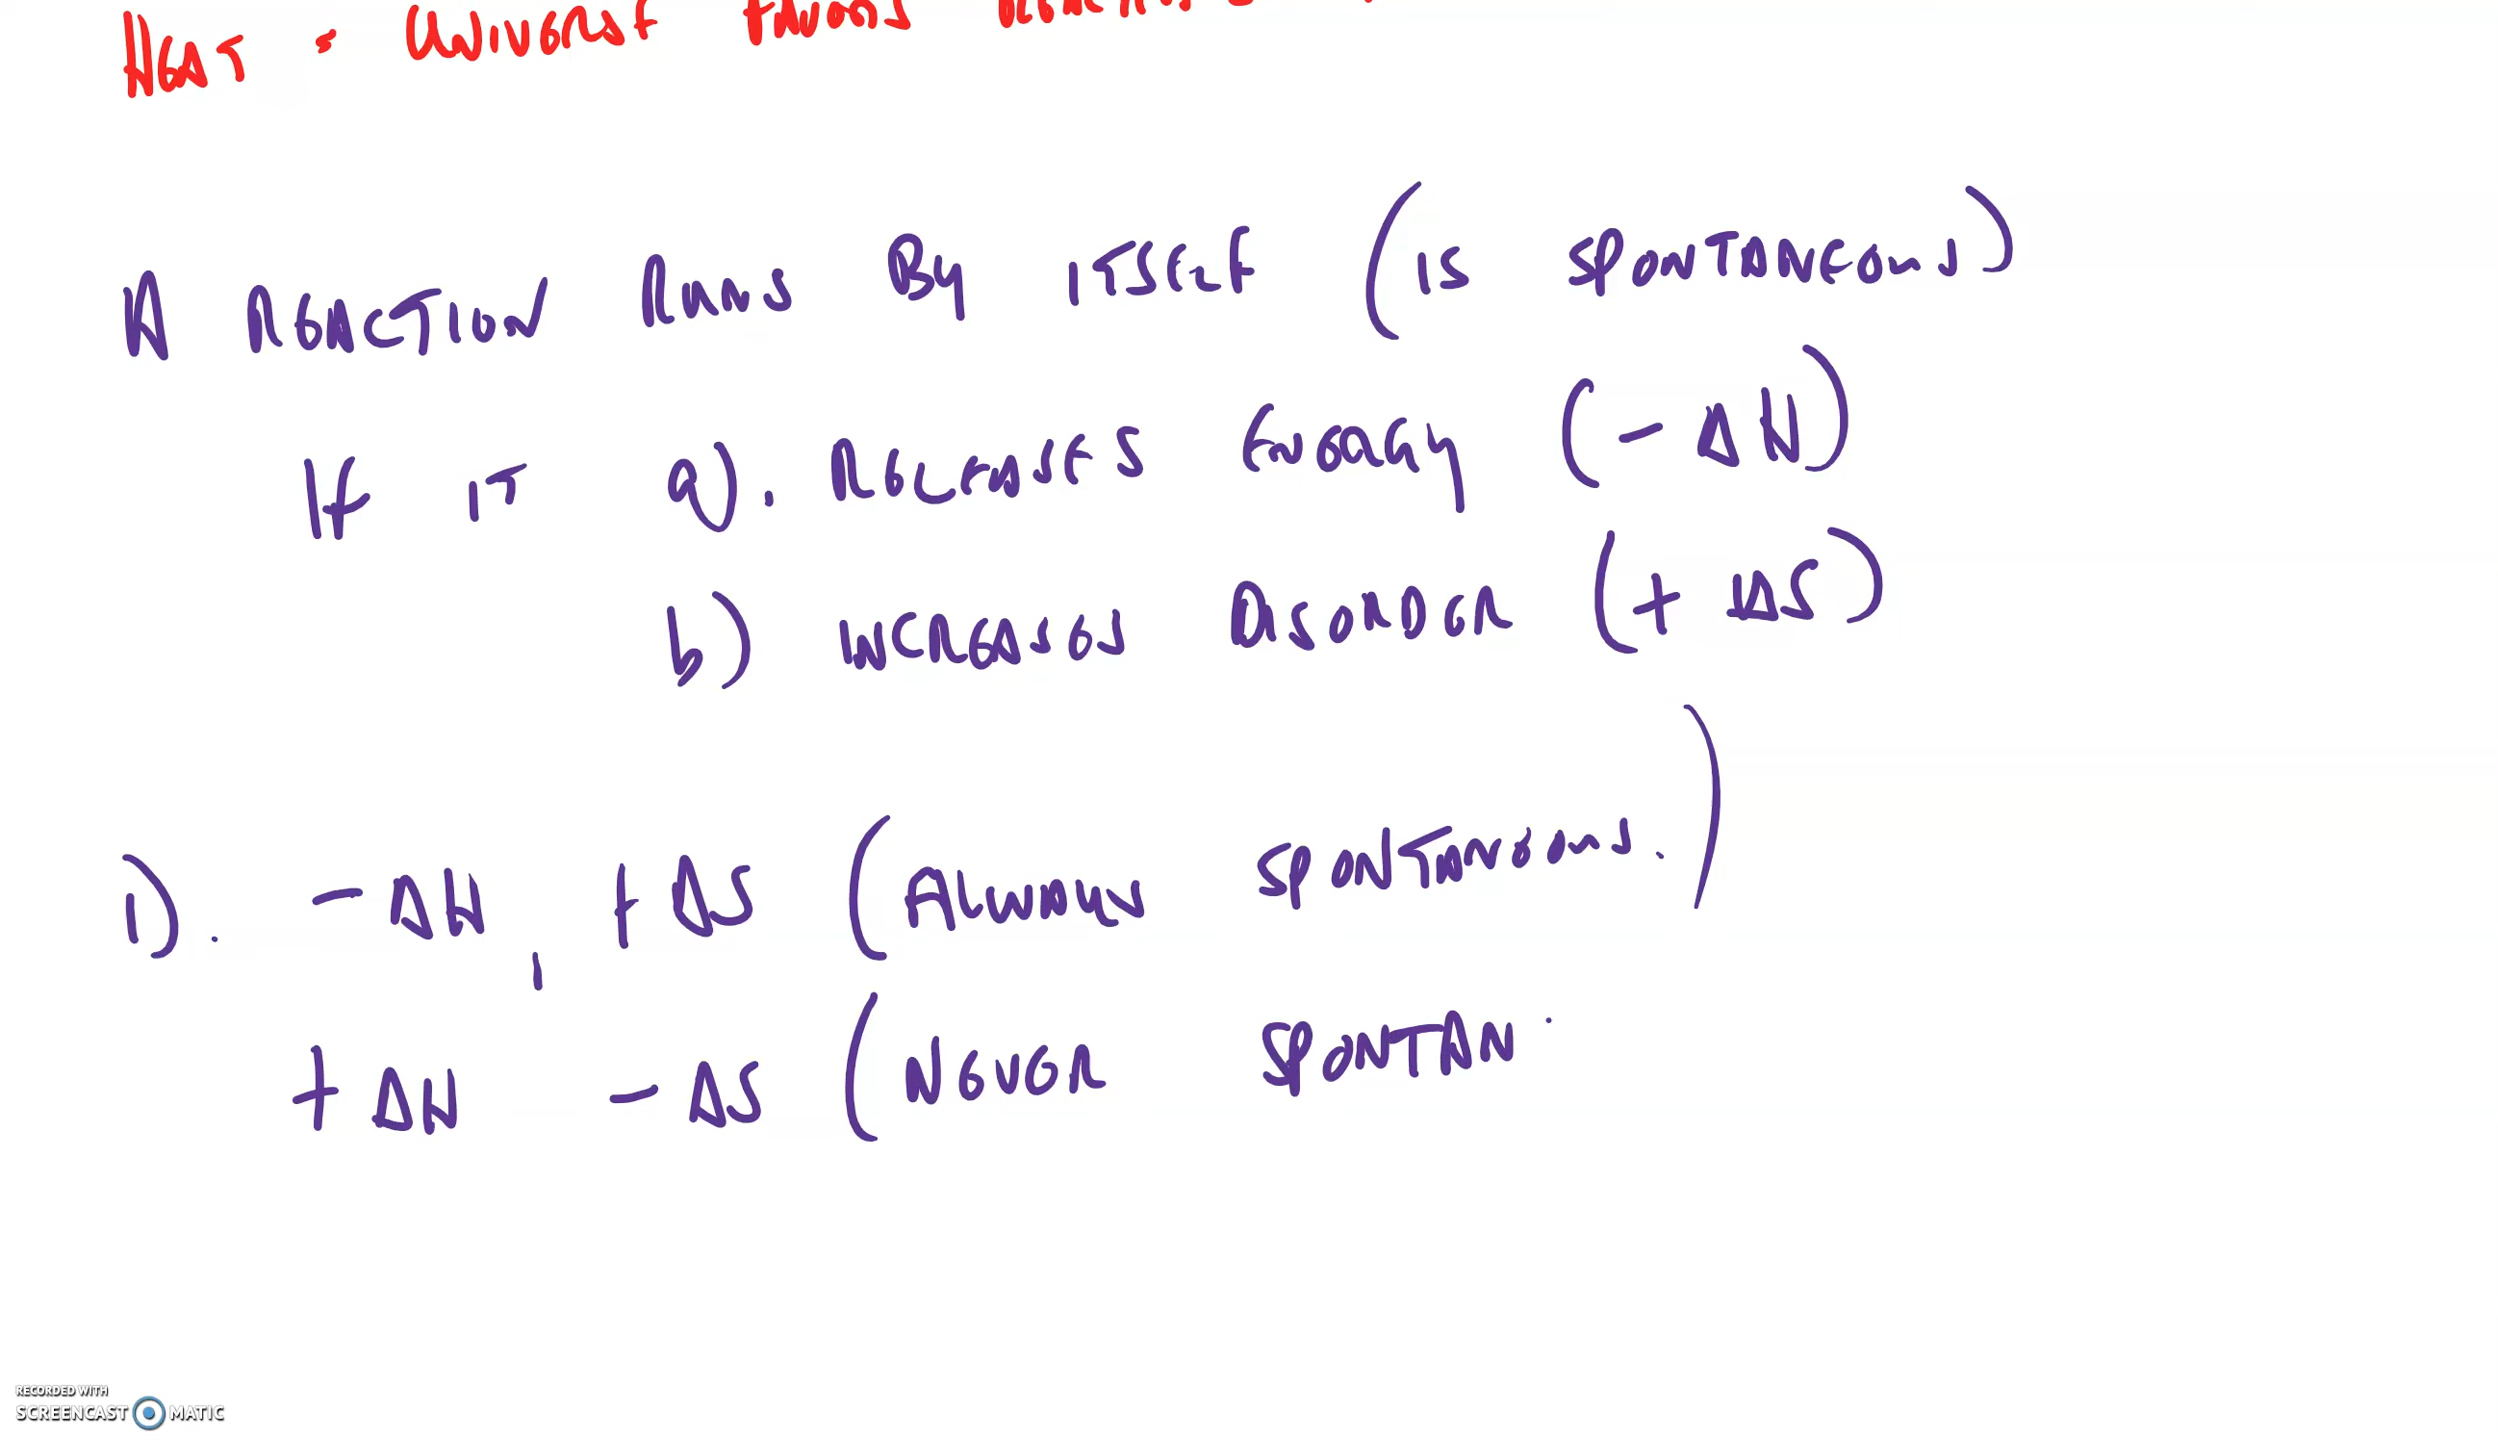 HEAT = UNIVERSE FAVORS
A REACTION RUNS BY ITSELF (IS SPONTANEOUS)
IF IT a). RELEASES ENERGY (- ΔH)
b) INCREASES DISORDER (+ ΔS)
1). - ΔH, + ΔS (ALWAYS SPONTANEOUS.)
+ ΔH - ΔS (NEVER SPONTAN.
RECORDED WITH
SCREENCAST MATIC